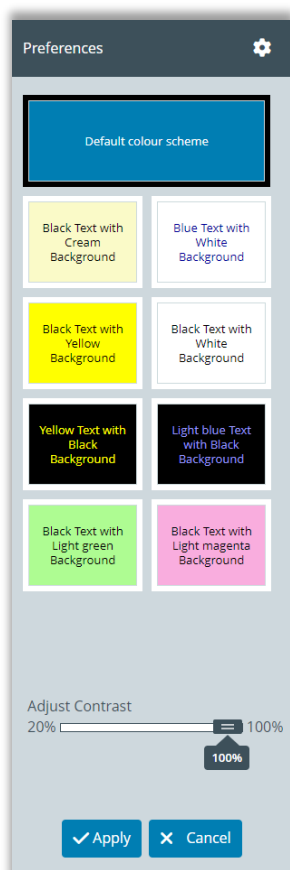 Preferences
Default colour scheme
Black Text with
Cream
Background
Blue Text with
White
Background
Black Text with
Yellow
Background
Black Text with
White
Background
Yellow Text with
Black
Background
Light blue Text
with Black
Background
Black Text with
Light green
Background
Black Text with
Light magenta
Background
Adjust Contrast
20% 100%
100%
Apply Cancel